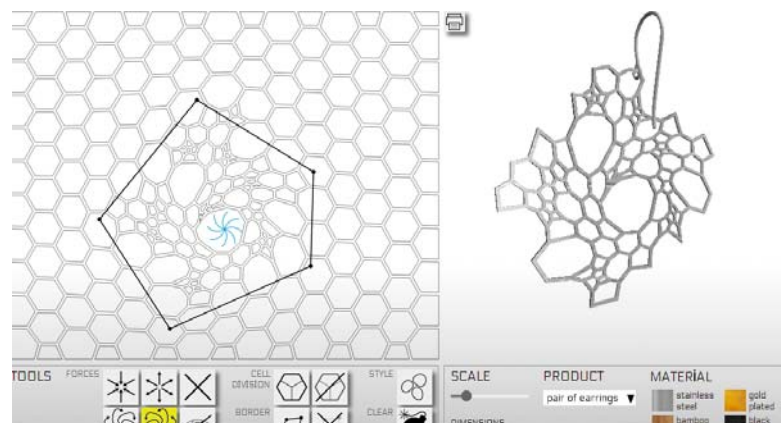 TOOLS
FORCES
CELL
DIVISION
STYLE
BORDER
CLEAR
SCALE
PRODUCT
MATERIAL
pair of earrings
stainless
steel
gold
plated
bamboo
black
DIMENSIONS